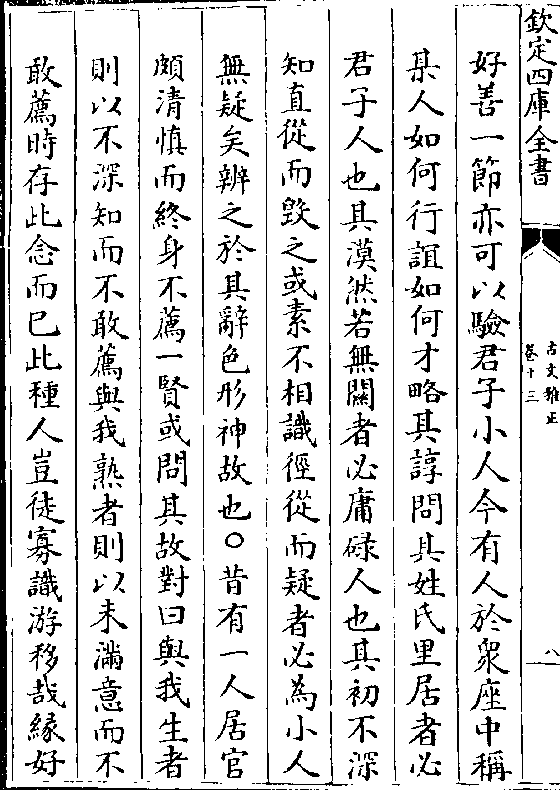 欽定四庫全書
古文雅正
卷十三
八
好善一節亦可以驗君子小人今有人於衆座中稱
某人如何行誼如何才略其諄問其姓氏里居者必
君子人也其漠然若無關者必庸碌人也其初不深
知直從而毁之或素不相識徑從而疑者必為小人
無疑矣辨之於其辭色形神故也〇昔有一人居官
頗清慎而終身不薦一賢或問其故對曰與我生者
則以不深知而不敢薦與我熟者則以未滿意而不
敢薦時存此念而已此種人豈徒寡識游移哉緣好